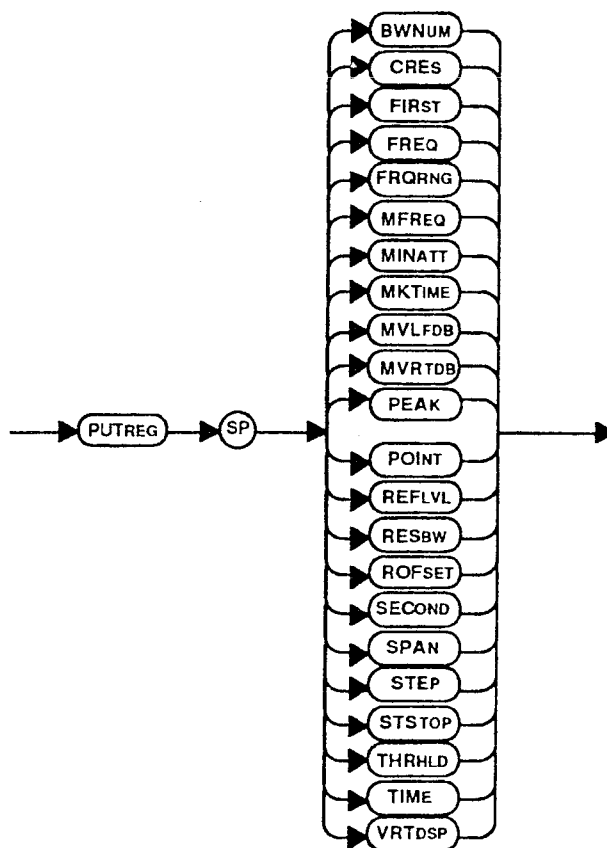 BWNUM
CRES
FIRST
FREQ
FRQRNG
MFREQ
MINATT
MKTIME
MVLFDB
MVRTDB
PEAK
PUTREG SP
POINT
REFLVL
RESBW
ROFSET
SECOND
SPAN
STEP
STSTOP
THRHLD
TIME
VRTDSP